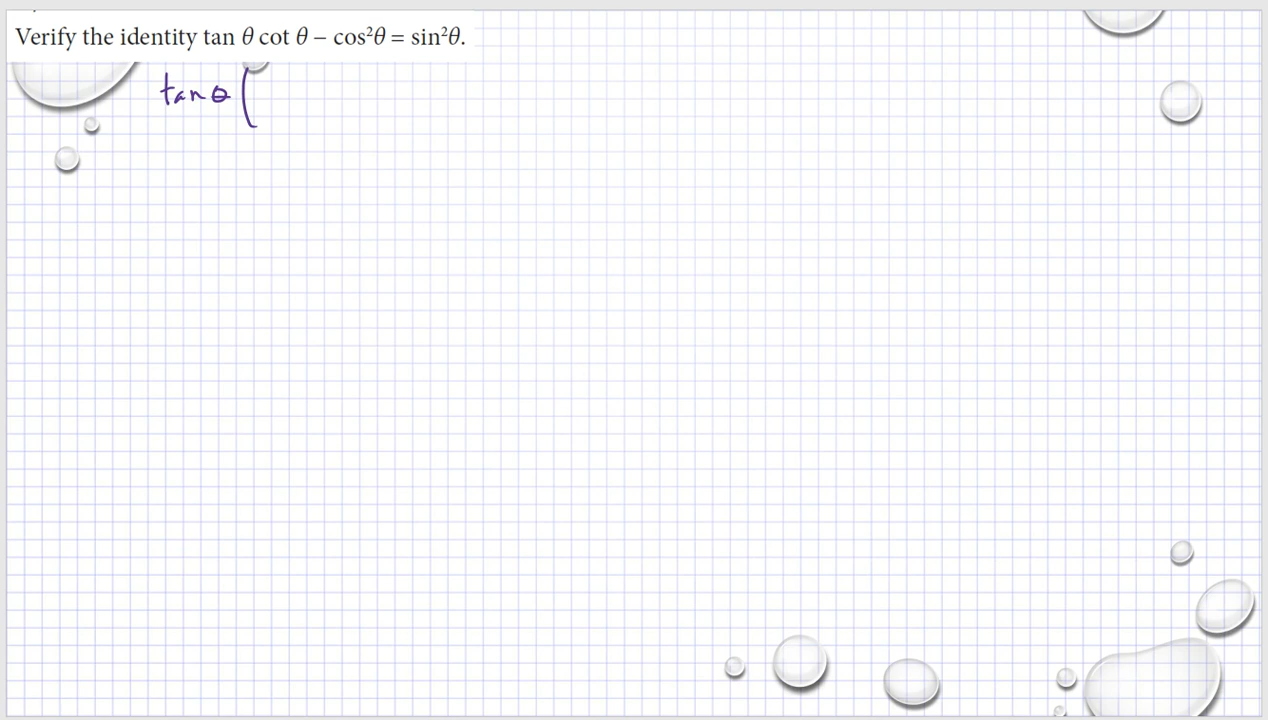 Verify the identity tan θ cot θ − cos²θ = sin²θ.
tan θ (